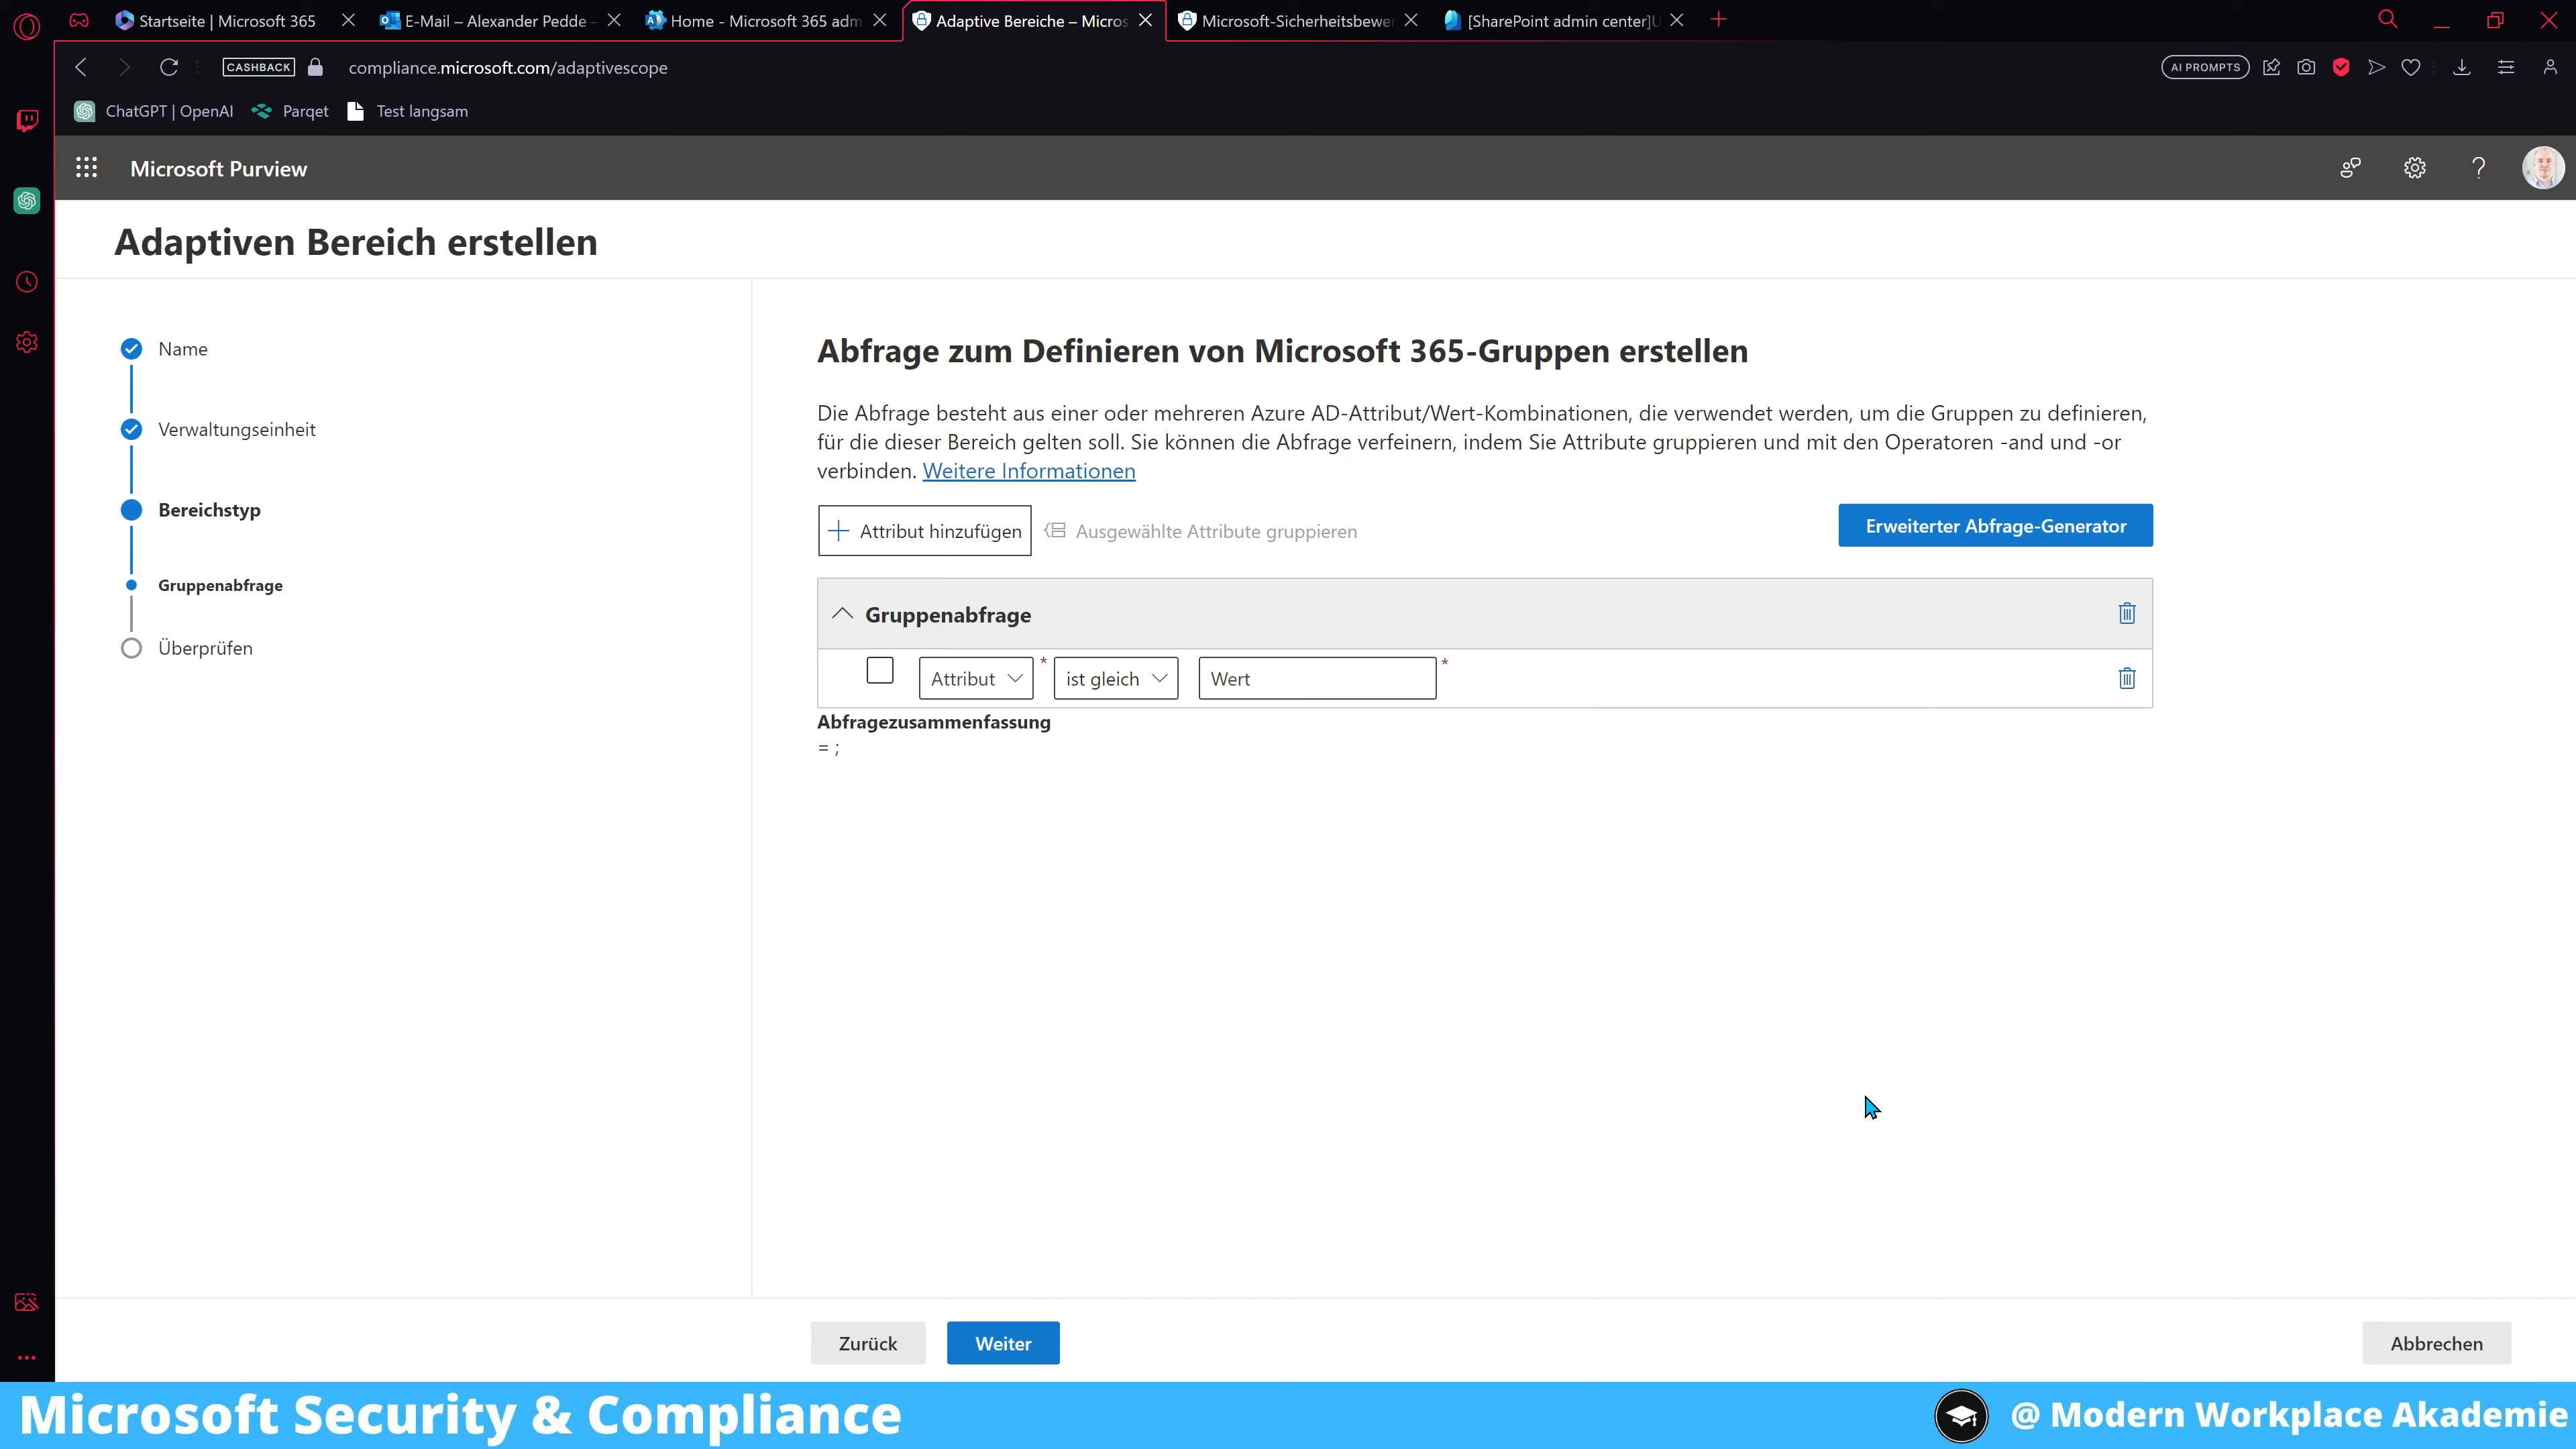 Startseite | Microsoft 365
E-Mail – Alexander Pedde –
Home - Microsoft 365 adm
Adaptive Bereiche – Micros
Microsoft-Sicherheitsbewer
[SharePoint admin center]U
CASHBACK
compliance.microsoft.com/adaptivescope
AI PROMPTS
ChatGPT | OpenAI
Parqet
Test langsam
Microsoft Purview
Adaptiven Bereich erstellen
Name
Verwaltungseinheit
Bereichstyp
Gruppenabfrage
Überprüfen
Abfrage zum Definieren von Microsoft 365-Gruppen erstellen
Die Abfrage besteht aus einer oder mehreren Azure AD-Attribut/Wert-Kombinationen, die verwendet werden, um die Gruppen zu definieren,
für die dieser Bereich gelten soll. Sie können die Abfrage verfeinern, indem Sie Attribute gruppieren und mit den Operatoren -and und -or
verbinden. Weitere Informationen
Attribut hinzufügen
Ausgewählte Attribute gruppieren
Erweiterter Abfrage-Generator
Gruppenabfrage
Attribut * ist gleich Wert *
Abfragezusammenfassung
= ;
Zurück
Weiter
Abbrechen
Microsoft Security & Compliance
@ Modern Workplace Akademie